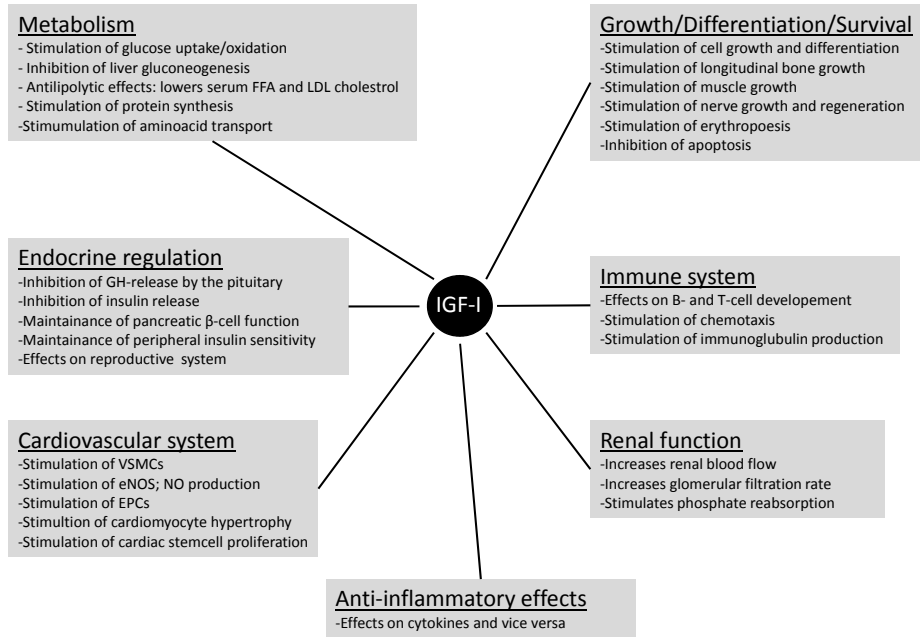 Metabolism
- Stimulation of glucose uptake/oxidation
- Inhibition of liver gluconeogenesis
- Antilipolytic effects: lowers serum FFA and LDL cholestrol
- Stimulation of protein synthesis
-Stimumulation of aminoacid transport
Growth/Differentiation/Survival
-Stimulation of cell growth and differentiation
-Stimulation of longitudinal bone growth
-Stimulation of muscle growth
-Stimulation of nerve growth and regeneration
-Stimulation of erythropoesis
-Inhibition of apoptosis
Endocrine regulation
-Inhibition of GH-release by the pituitary
-Inhibition of insulin release
-Maintainance of pancreatic β-cell function
-Maintainance of peripheral insulin sensitivity
-Effects on reproductive system
IGF-I
Immune system
-Effects on B- and T-cell developement
-Stimulation of chemotaxis
-Stimulation of immunoglubulin production
Cardiovascular system
-Stimulation of VSMCs
-Stimulation of eNOS; NO production
-Stimulation of EPCs
-Stimultion of cardiomyocyte hypertrophy
-Stimulation of cardiac stemcell proliferation
Renal function
-Increases renal blood flow
-Increases glomerular filtration rate
-Stimulates phosphate reabsorption
Anti-inflammatory effects
-Effects on cytokines and vice versa